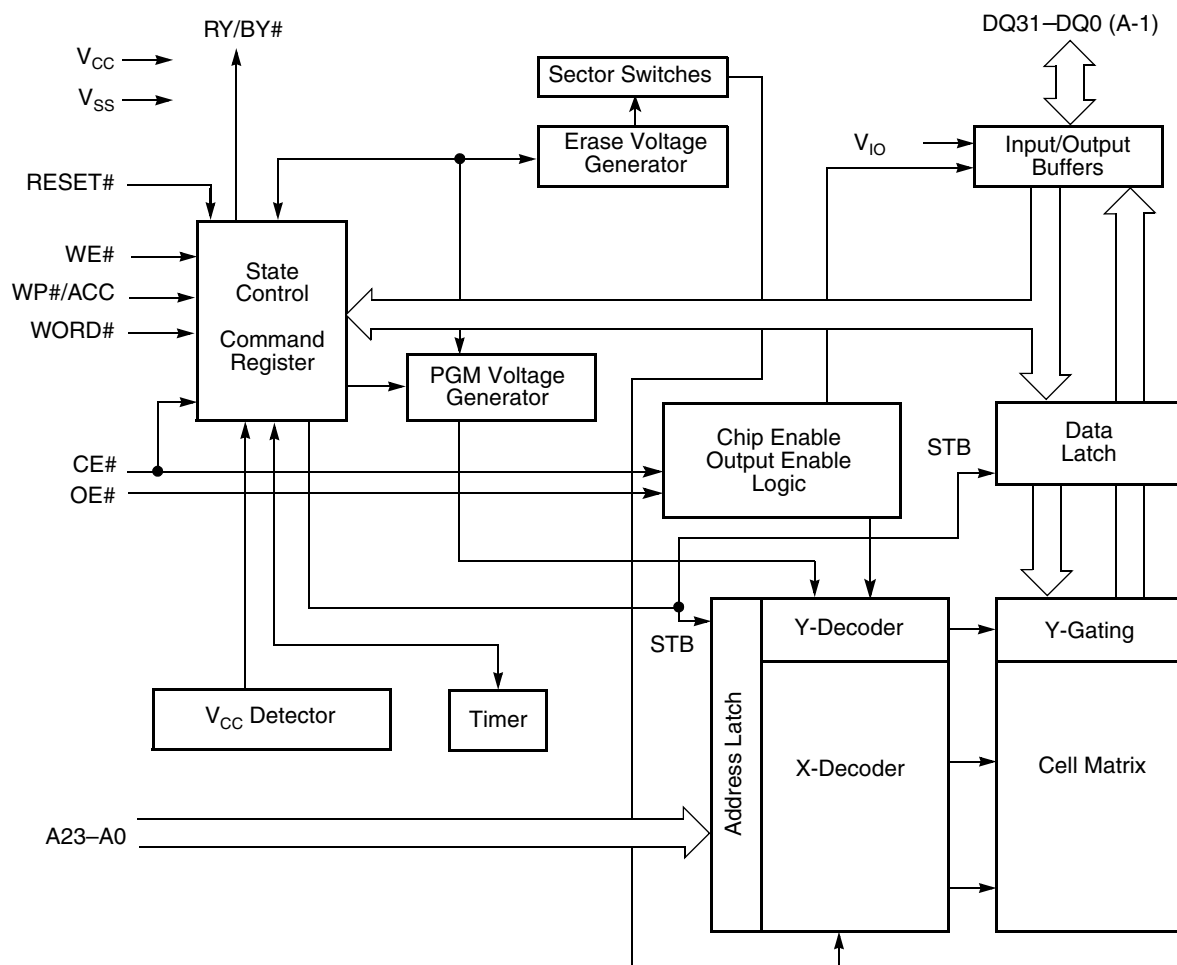 RY/BY#
DQ31–DQ0 (A-1)
VCC
VSS
Sector Switches
Erase Voltage
Generator
VIO
Input/Output
Buffers
RESET#
WE#
WP#/ACC
WORD#
State
Control
Command
Register
PGM Voltage
Generator
Chip Enable
Output Enable
Logic
STB
Data
Latch
CE#
OE#
STB
Y-Decoder
Y-Gating
VCC Detector
Timer
Address Latch
X-Decoder
Cell Matrix
A23–A0